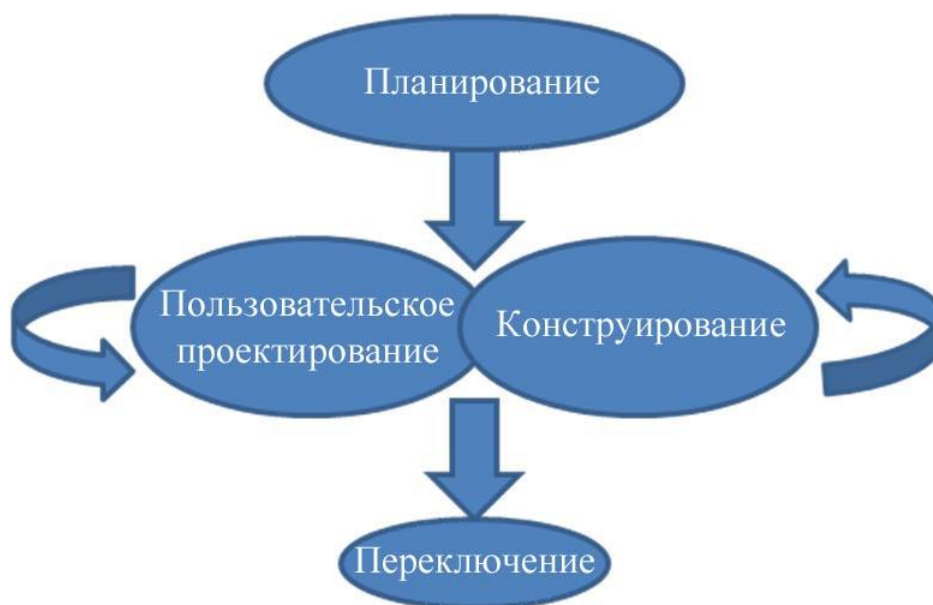 Планирование
Пользовательское
проектирование
Конструирование
Переключение